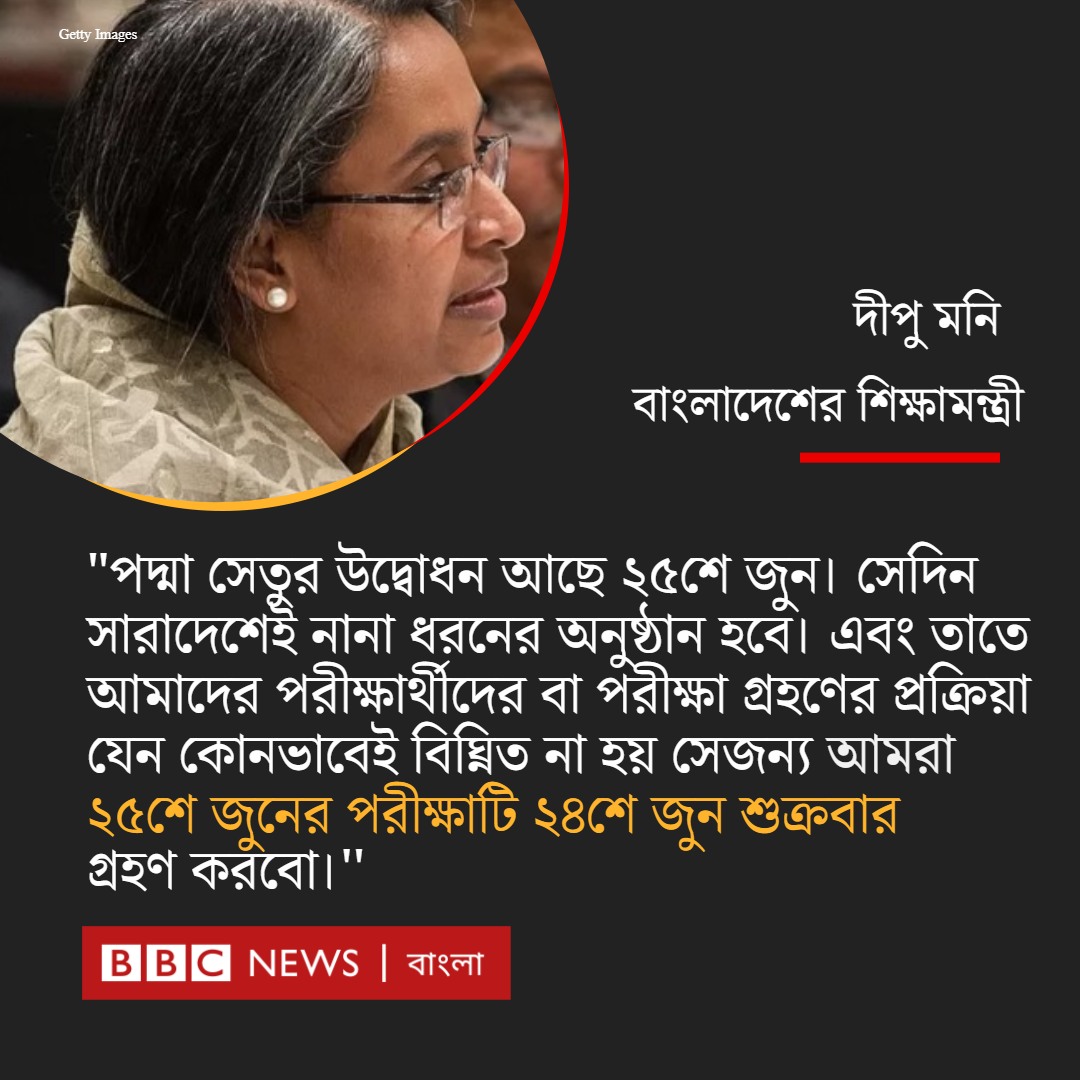 Getty Images
দীপু মনি
বাংলাদেশের শিক্ষামন্ত্রী
"পদ্মা সেতুর উদ্বোধন আছে ২৫শে জুন। সেদিন
সারাদেশেই নানা ধরনের অনুষ্ঠান হবে। এবং তাতে
আমাদের পরীক্ষার্থীদের বা পরীক্ষা গ্রহণের প্রক্রিয়া
যেন কোনভাবেই বিঘ্নিত না হয় সেজন্য আমরা
২৫শে জুনের পরীক্ষাটি ২৪শে জুন শুক্রবার
গ্রহণ করবো।"
BBC NEWS | বাংলা